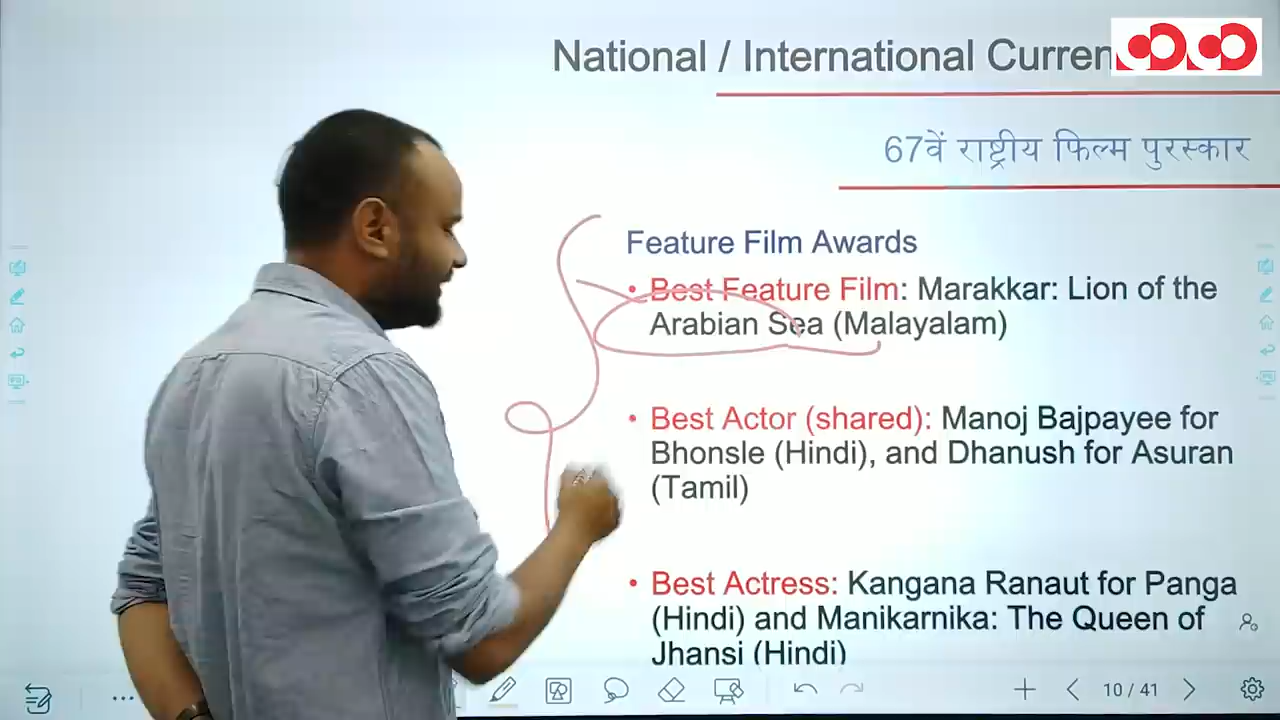 National / International Curren
67वें राष्ट्रीय फिल्म पुरस्कार
Feature Film Awards
• Best Feature Film: Marakkar: Lion of the
Arabian Sea (Malayalam)
• Best Actor (shared): Manoj Bajpayee for
Bhonsle (Hindi), and Dhanush for Asuran
(Tamil)
• Best Actress: Kangana Ranaut for Panga
(Hindi) and Manikarnika: The Queen of
Jhansi (Hindi)
10 / 41